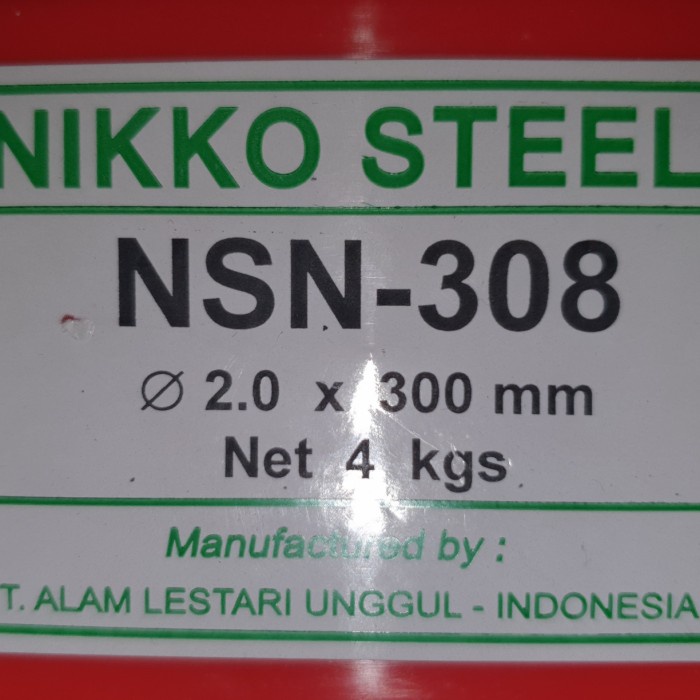 NIKKO STEEL
NSN-308
Ø 2.0 x 300 mm
Net 4 kgs
Manufactured by :
T. ALAM LESTARI UNGGUL - INDONESIA